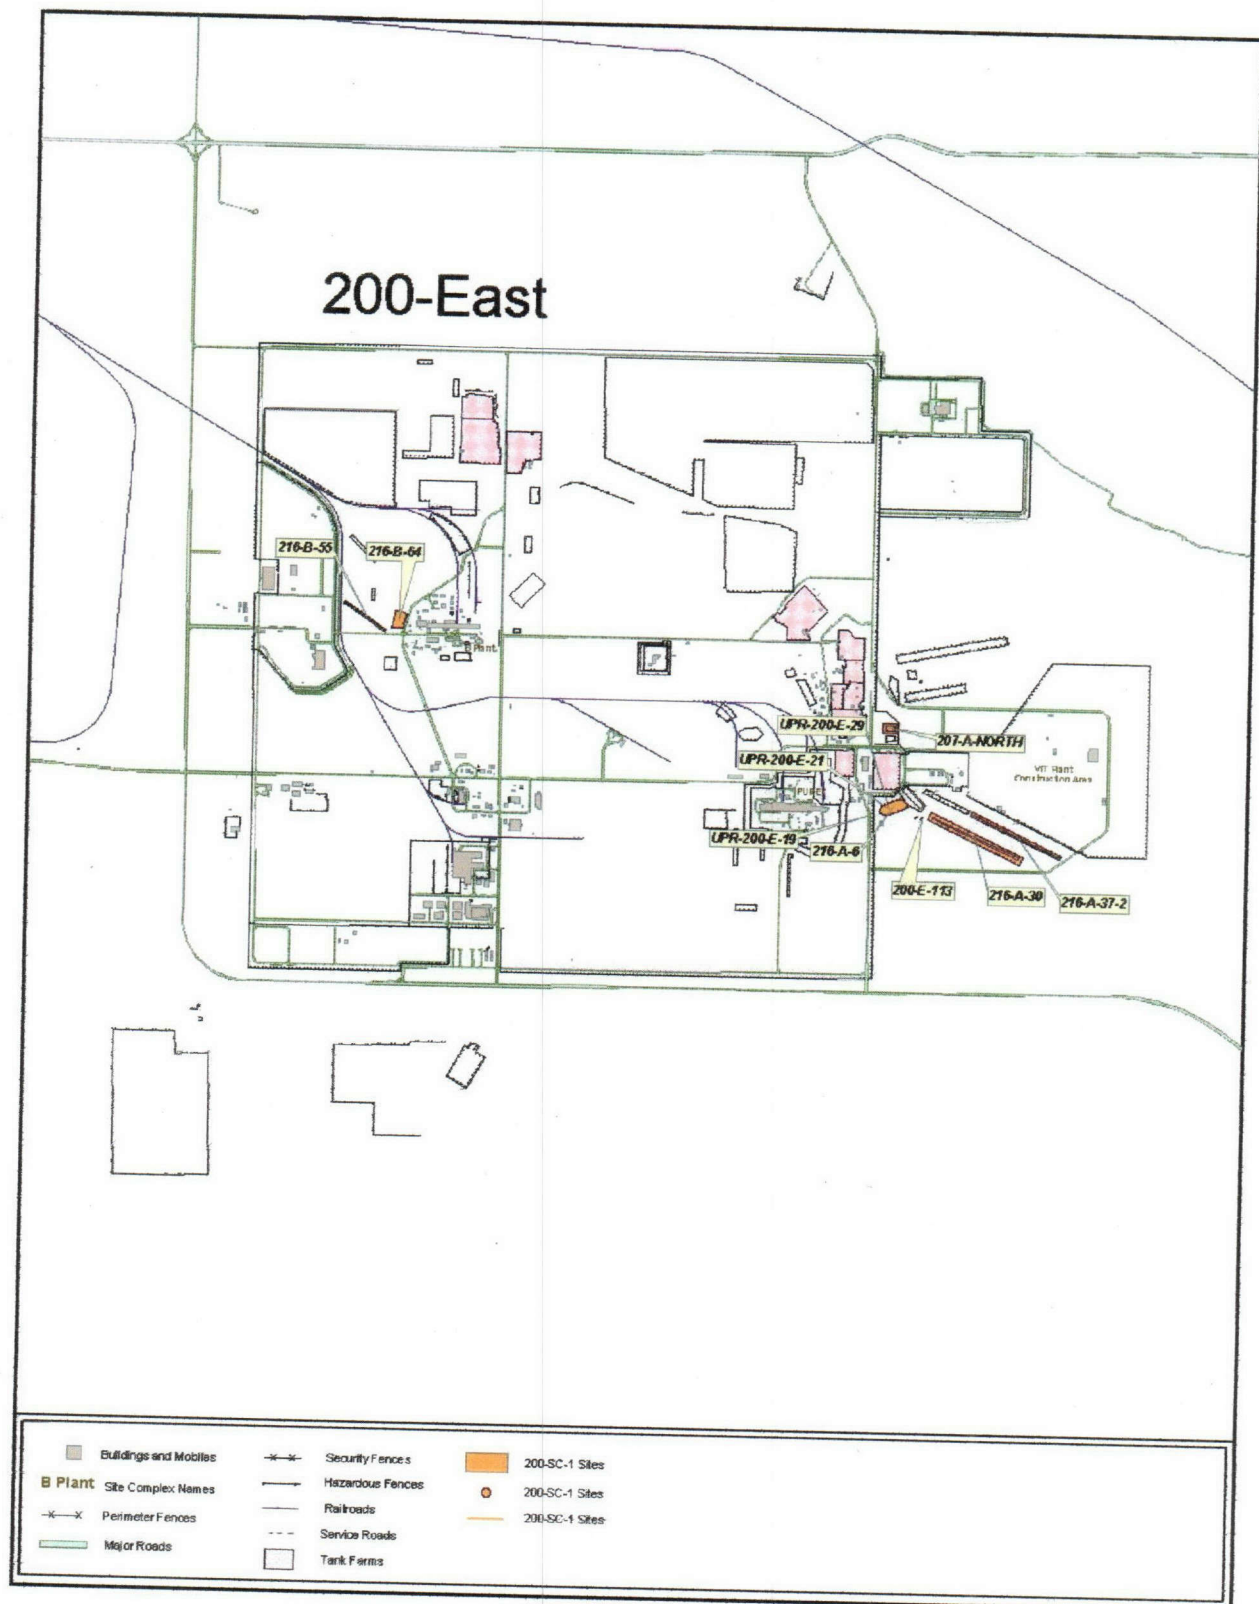 200-East
216-B-55
216-B-64
B Plant
UPR-200-E-29
207-A-NORTH
UPR-200-E-21
VIT Plant
Construction Area
UPR-200-E-19
216-A-6
200-E-113
216-A-30
216-A-37-2
Buildings and Mobiles
B Plant Site Complex Names
Perimeter Fences
Major Roads
Security Fences
Hazardous Fences
Railroads
Service Roads
Tank Farms
200-SC-1 Sites
200-SC-1 Sites
200-SC-1 Sites